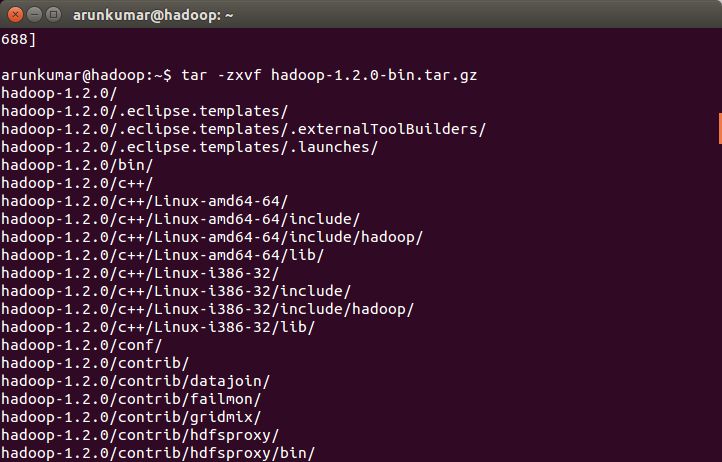 arunkumar@hadoop: ~
688]
arunkumar@hadoop:~$ tar -zxvf hadoop-1.2.0-bin.tar.gz
hadoop-1.2.0/
hadoop-1.2.0/.eclipse.templates/
hadoop-1.2.0/.eclipse.templates/.externalToolBuilders/
hadoop-1.2.0/.eclipse.templates/.launches/
hadoop-1.2.0/bin/
hadoop-1.2.0/c++/
hadoop-1.2.0/c++/Linux-amd64-64/
hadoop-1.2.0/c++/Linux-amd64-64/include/
hadoop-1.2.0/c++/Linux-amd64-64/include/hadoop/
hadoop-1.2.0/c++/Linux-amd64-64/lib/
hadoop-1.2.0/c++/Linux-i386-32/
hadoop-1.2.0/c++/Linux-i386-32/include/
hadoop-1.2.0/c++/Linux-i386-32/include/hadoop/
hadoop-1.2.0/c++/Linux-i386-32/lib/
hadoop-1.2.0/conf/
hadoop-1.2.0/contrib/
hadoop-1.2.0/contrib/datajoin/
hadoop-1.2.0/contrib/failmon/
hadoop-1.2.0/contrib/gridmix/
hadoop-1.2.0/contrib/hdfsproxy/
hadoop-1.2.0/contrib/hdfsproxy/bin/